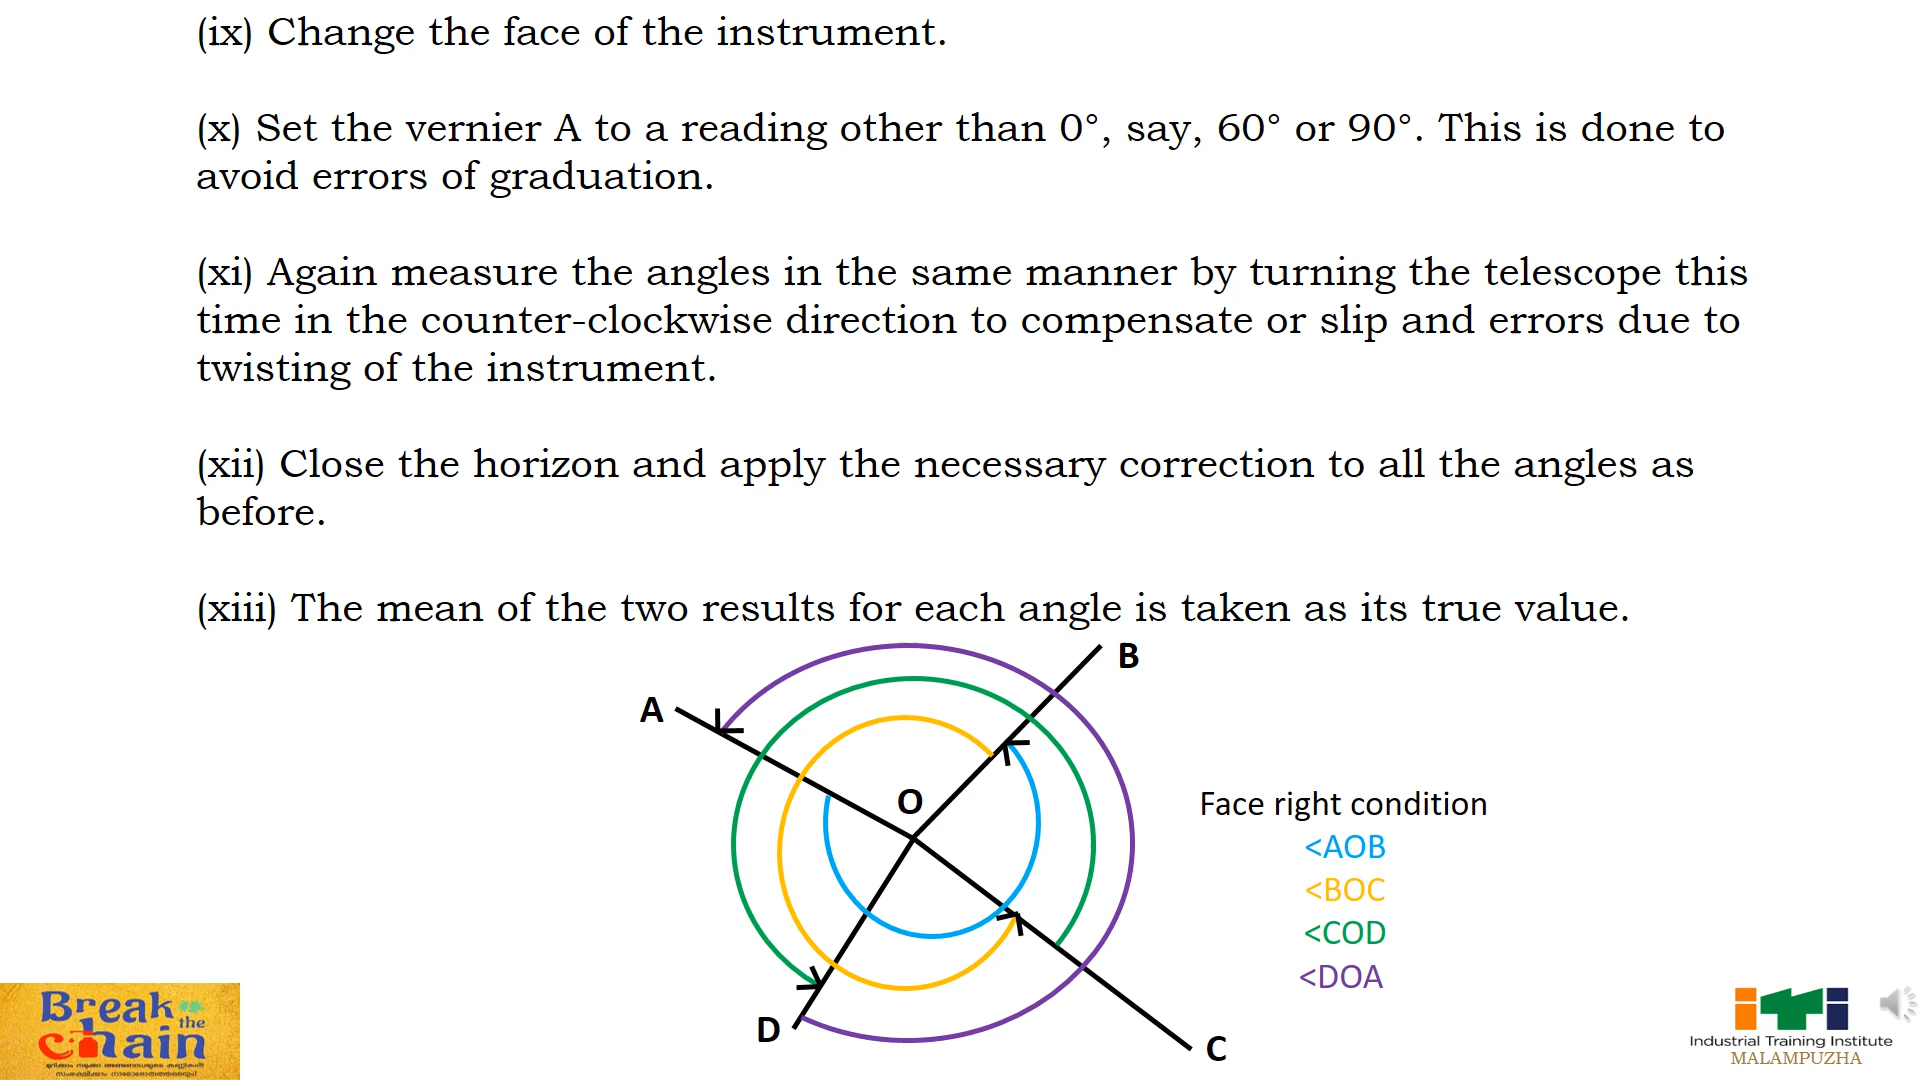 (ix) Change the face of the instrument.
(x) Set the vernier A to a reading other than 0°, say, 60° or 90°. This is done to
avoid errors of graduation.
(xi) Again measure the angles in the same manner by turning the telescope this
time in the counter-clockwise direction to compensate or slip and errors due to
twisting of the instrument.
(xii) Close the horizon and apply the necessary correction to all the angles as
before.
(xiii) The mean of the two results for each angle is taken as its true value.
B
A
O
Face right condition
<AOB
<BOC
<COD
<DOA
D
C
Break
the
chain
iTi
Industrial Training Institute
MALAMPUZHA